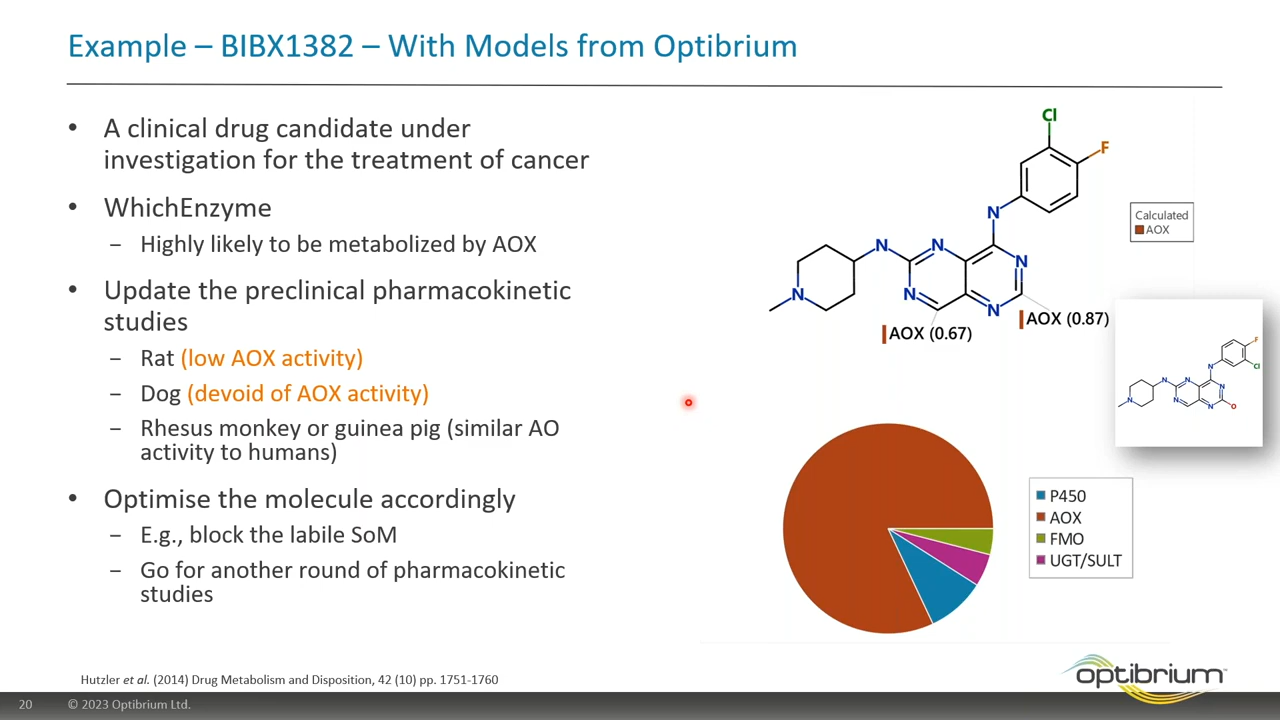 Example – BIBX1382 – With Models from Optibrium
• A clinical drug candidate under
investigation for the treatment of cancer
• WhichEnzyme
– Highly likely to be metabolized by AOX
• Update the preclinical pharmacokinetic
studies
– Rat (low AOX activity)
– Dog (devoid of AOX activity)
– Rhesus monkey or guinea pig (similar AO
activity to humans)
• Optimise the molecule accordingly
– E.g., block the labile SoM
– Go for another round of pharmacokinetic
studies
Cl
F
N
N
N
N
N
N
N
AOX (0.67)
AOX (0.87)
Calculated
AOX
F
Cl
N
N
N
N
N
N
N
O
P450
AOX
FMO
UGT/SULT
Hutzler et al. (2014) Drug Metabolism and Disposition, 42 (10) pp. 1751-1760
optibrium™
20
© 2023 Optibrium Ltd.